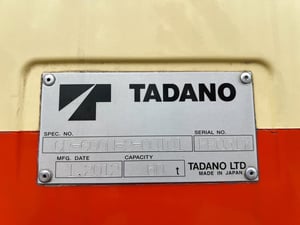 TADANO
SPEC. NO.
SERIAL NO.
MFG. DATE
CAPACITY
t
TADANO LTD
MADE IN JAPAN